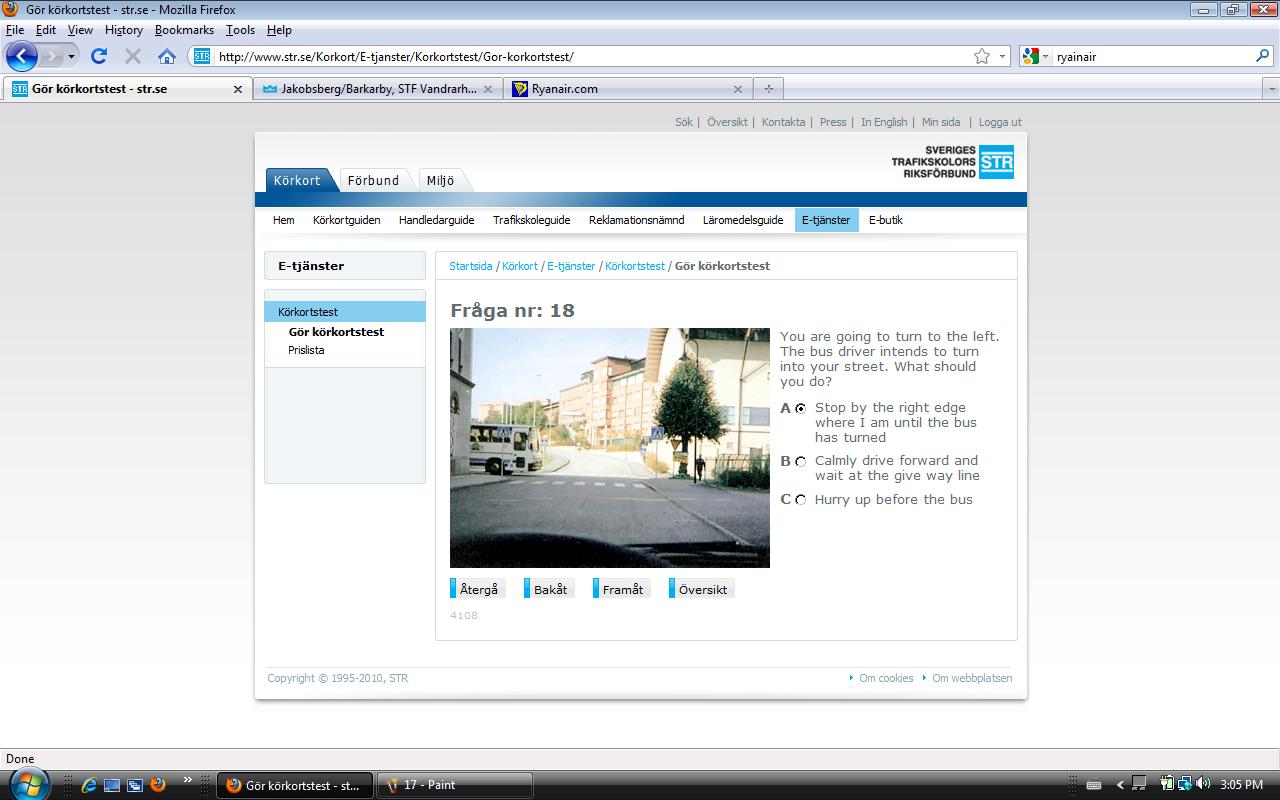 Gör körkortstest - str.se - Mozilla Firefox
File Edit View History Bookmarks Tools Help
STR http://www.str.se/Korkort/E-tjanster/Korkortstest/Gor-korkortstest/ ryainair
STR Gör körkortstest - str.se Jakobsberg/Barkarby, STF Vandrarh... Ryanair.com
Sök | Översikt | Kontakta | Press | In English | Min sida | Logga ut
SVERIGES
TRAFIKSKOLORS
RIKSFÖRBUND
STR
Körkort Förbund Miljö
Hem Körkortguiden Handledarguide Trafikskoleguide Reklamationsnämnd Läromedelsguide E-tjänster E-butik
E-tjänster
Körkortstest
Gör körkortstest
Prislista
Startsida / Körkort / E-tjänster / Körkortstest / Gör körkortstest
Fråga nr: 18
You are going to turn to the left.
The bus driver intends to turn
into your street. What should
you do?
A Stop by the right edge
where I am until the bus
has turned
B Calmly drive forward and
wait at the give way line
C Hurry up before the bus
Återgå Bakåt Framåt Översikt
4108
Copyright © 1995-2010, STR Om cookies Om webbplatsen
Done
Gör körkortstest - st... 17 - Paint 3:05 PM